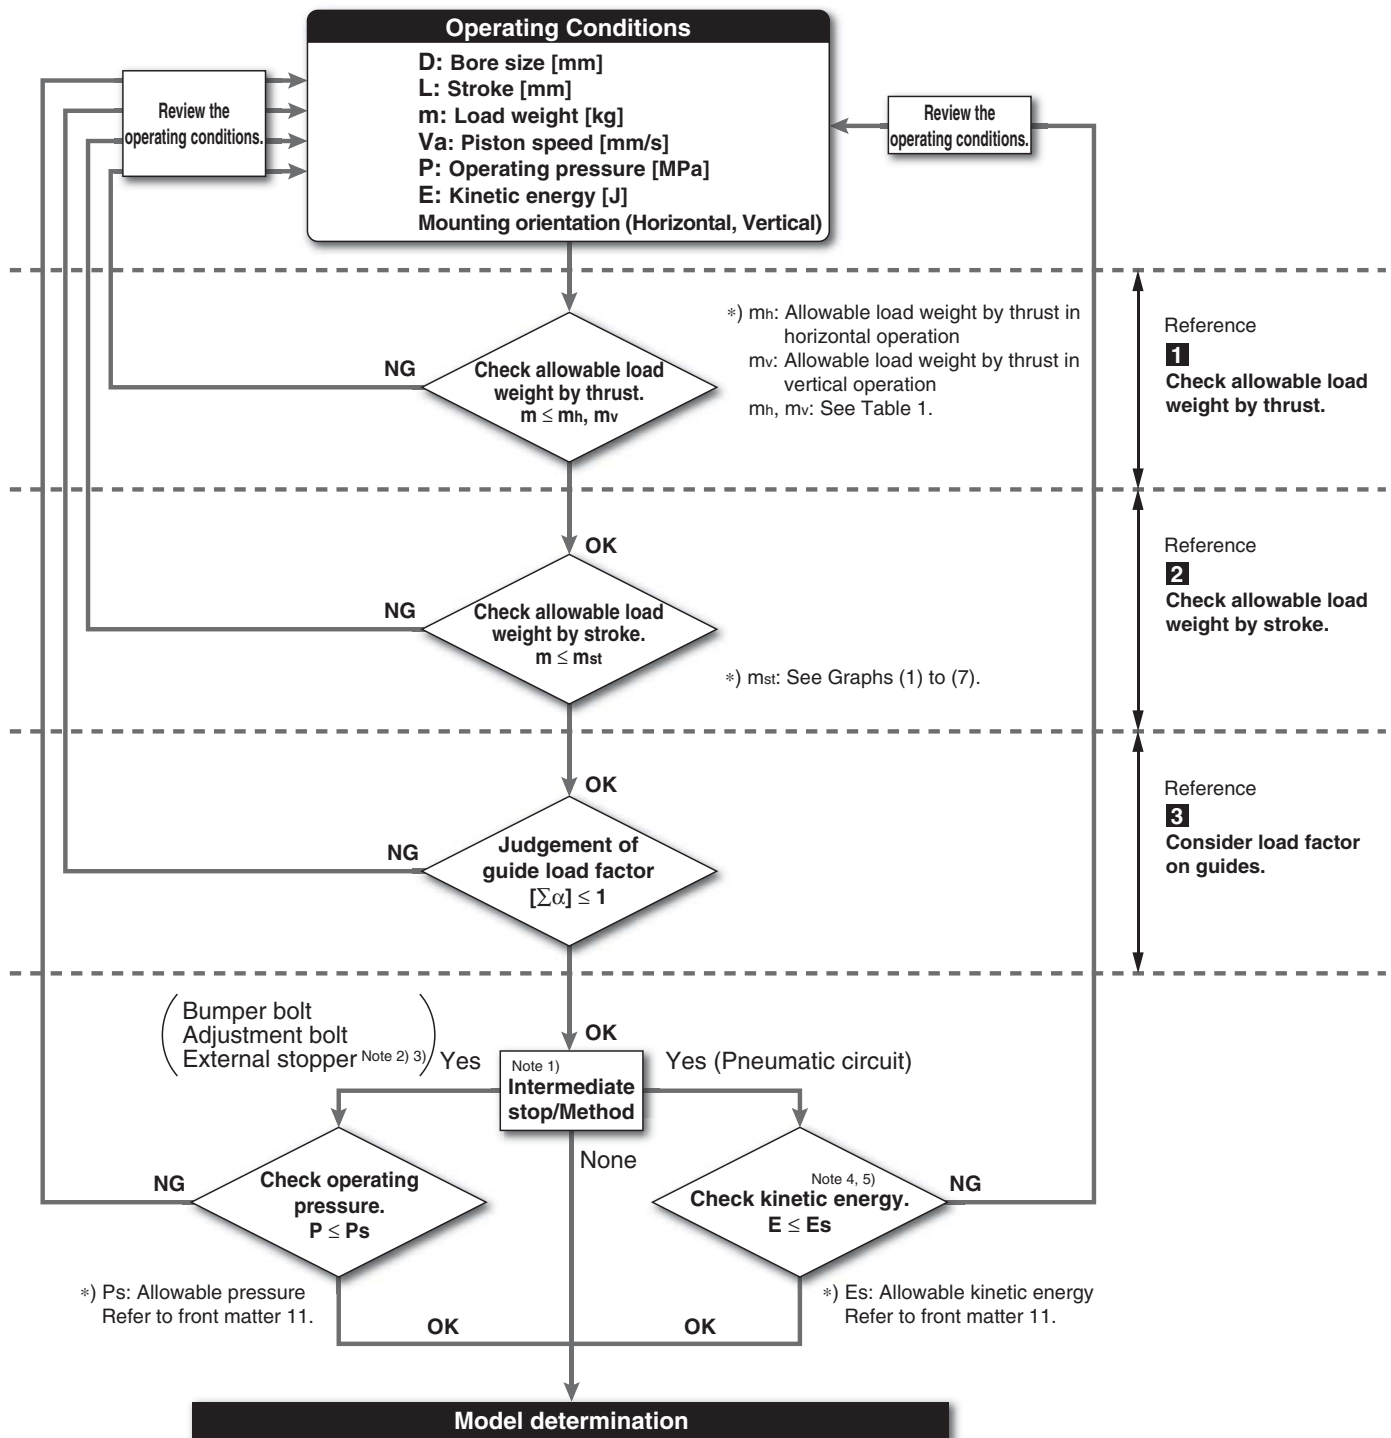 Operating Conditions
D: Bore size [mm]
L: Stroke [mm]
m: Load weight [kg]
Va: Piston speed [mm/s]
P: Operating pressure [MPa]
E: Kinetic energy [J]
Mounting orientation (Horizontal, Vertical)
Review the
operating conditions.
Review the
operating conditions.
NG
Check allowable load
weight by thrust.
m ≤ mh, mv
*) mh: Allowable load weight by thrust in
horizontal operation
mv: Allowable load weight by thrust in
vertical operation
mh, mv: See Table 1.
Reference
1
Check allowable load
weight by thrust.
OK
NG
Check allowable load
weight by stroke.
m ≤ mst
*) mst: See Graphs (1) to (7).
Reference
2
Check allowable load
weight by stroke.
OK
NG
Judgement of
guide load factor
[∑α] ≤ 1
Reference
3
Consider load factor
on guides.
OK
Bumper bolt
Adjustment bolt
External stopper Note 2) 3)
Yes
Note 1)
Intermediate
stop/Method
Yes (Pneumatic circuit)
None
NG
Check operating
pressure.
P ≤ Ps
Note 4, 5)
Check kinetic energy.
E ≤ Es
NG
*) Ps: Allowable pressure
Refer to front matter 11.
*) Es: Allowable kinetic energy
Refer to front matter 11.
OK
OK
Model determination